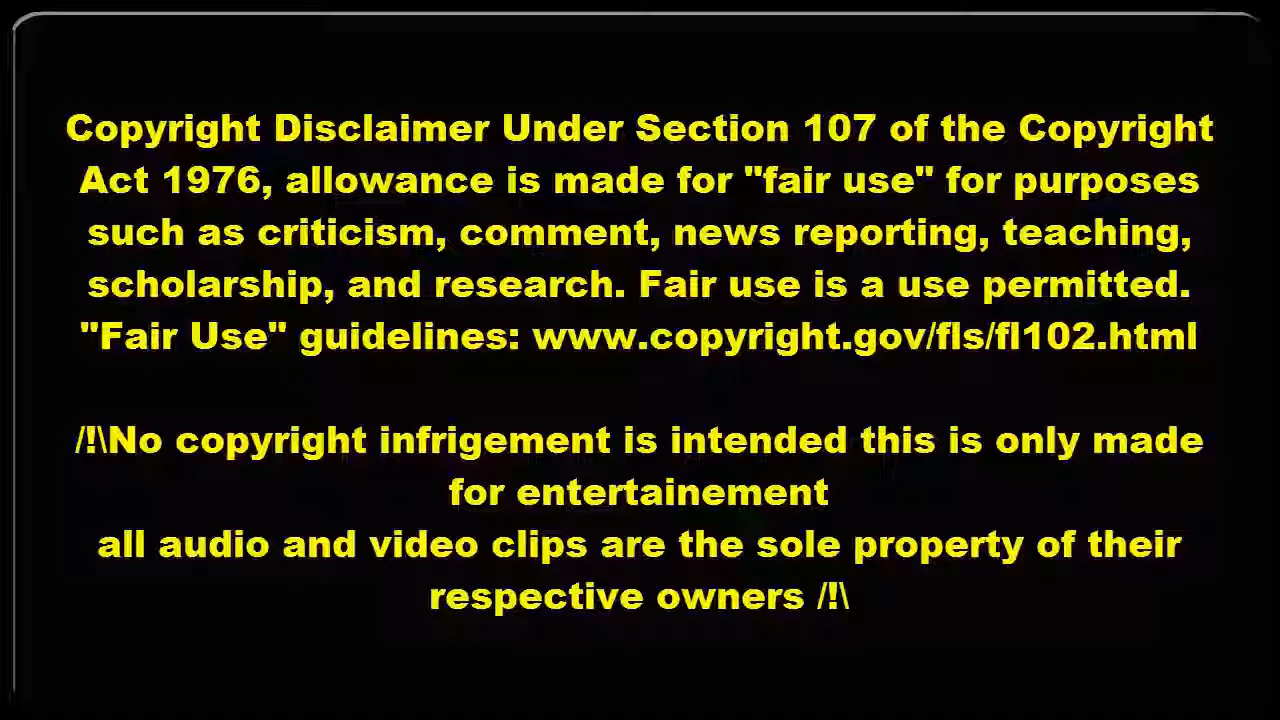 Copyright Disclaimer Under Section 107 of the Copyright
Act 1976, allowance is made for "fair use" for purposes
such as criticism, comment, news reporting, teaching,
scholarship, and research. Fair use is a use permitted.
"Fair Use" guidelines: www.copyright.gov/fls/fl102.html
/!\No copyright infrigement is intended this is only made
for entertainement
all audio and video clips are the sole property of their
respective owners /!\